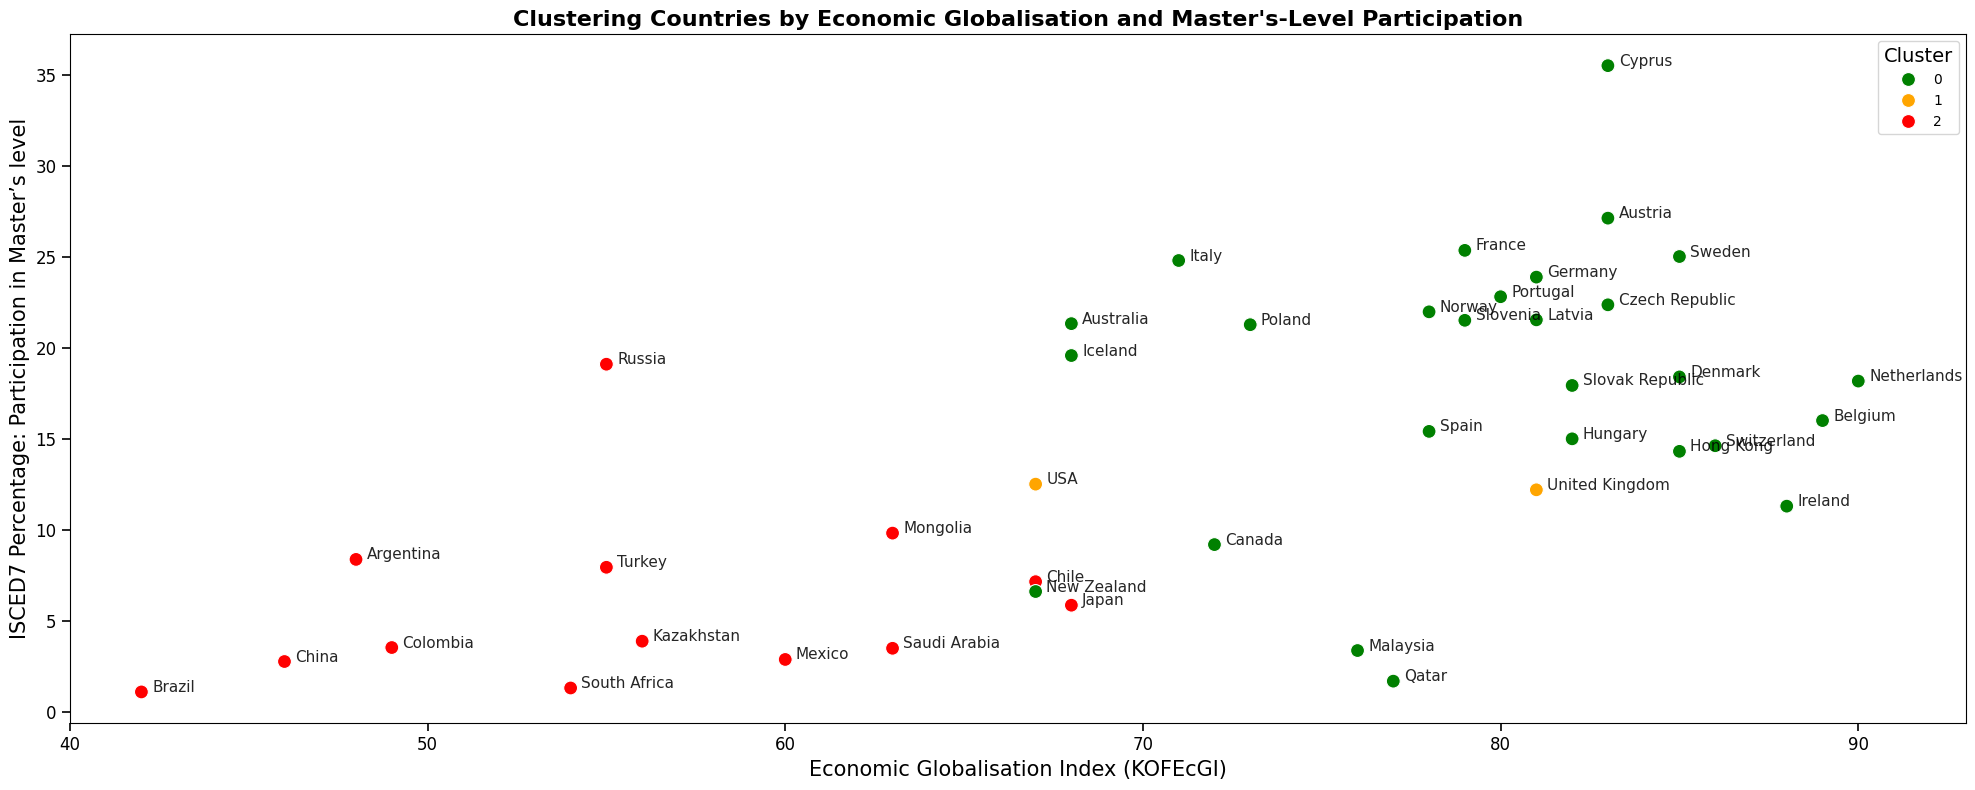 Clustering Countries by Economic Globalisation and Master's-Level Participation
ISCED7 Percentage: Participation in Master’s level
35
30
25
20
15
10
5
0
Cluster
0
1
2
Cyprus
Austria
France
Sweden
Italy
Germany
Portugal
Czech Republic
Norway
Slovenia
Latvia
Australia
Poland
Iceland
Russia
Denmark
Netherlands
Slovak Republic
Belgium
Spain
Hungary
Switzerland
Hong Kong
USA
United Kingdom
Ireland
Mongolia
Canada
Argentina
Turkey
Chile
New Zealand
Japan
Kazakhstan
Colombia
Saudi Arabia
Malaysia
China
Mexico
Qatar
Brazil
South Africa
40
50
60
70
80
90
Economic Globalisation Index (KOFEcGI)